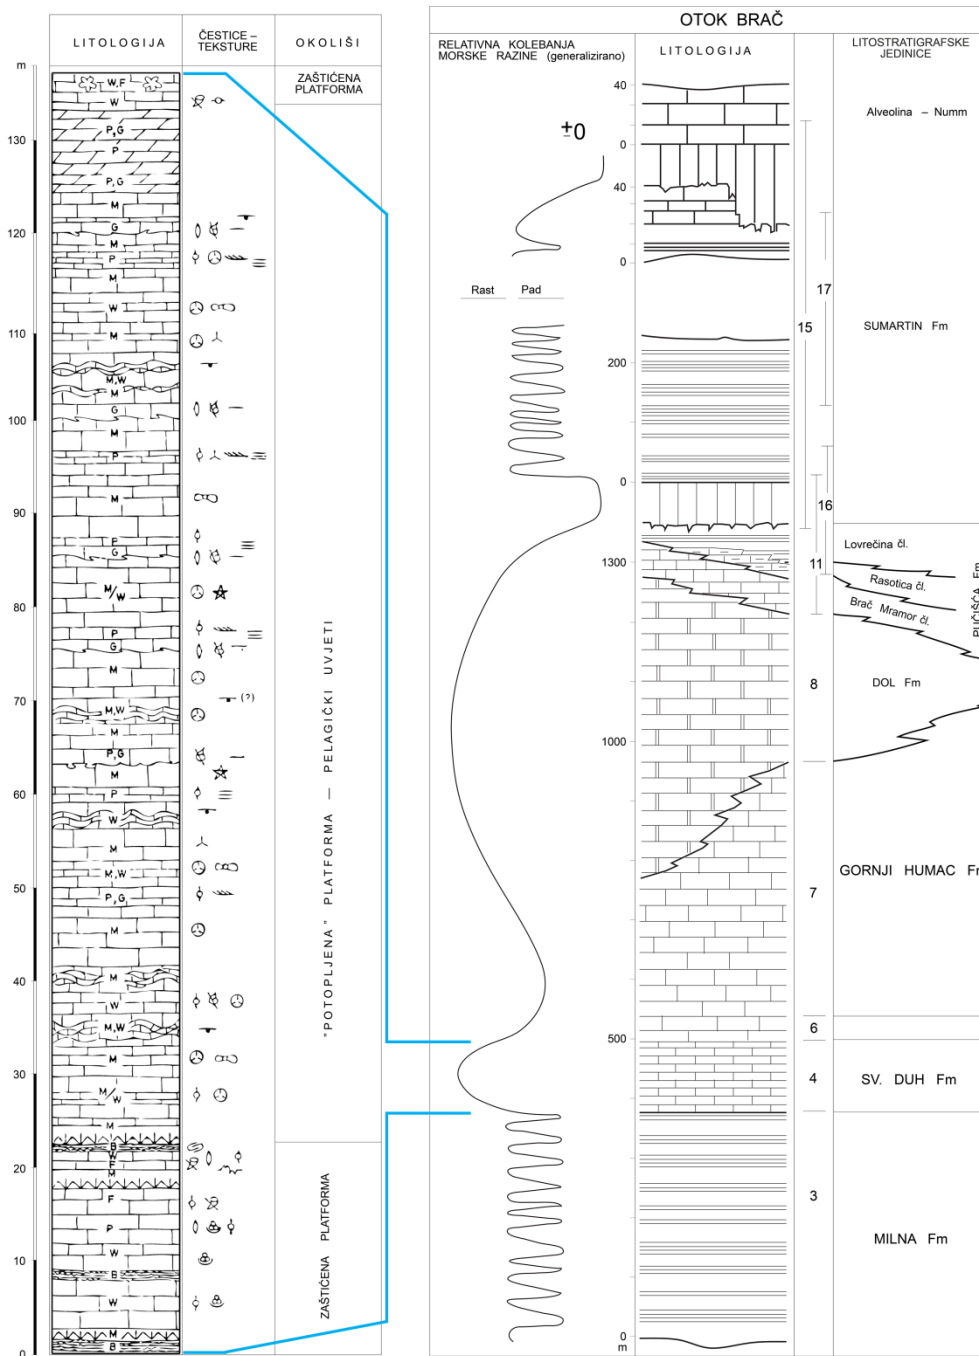 LITOLOGIJA
ČESTICE –
TEKSTURE
OKOLIŠI
m
130
120
110
100
90
80
70
60
50
40
30
20
10
0
W,F
W
P,G
P
P,G
M
G
M
P
M
W
M
M,W
M
G
M
P
M
P
G
M/W
P
G
M
M,W
M
P,G
M
P
W
M
M,W
P,G
M
M
W
M,W
M
M/W
M
B
W
F
M
F
P
W
B
W
M
B
(?)
ZAŠTIĆENA
PLATFORMA
"POTOPLJENA" PLATFORMA — PELAGIČKI UVJETI
ZAŠTIĆENA PLATFORMA
OTOK BRAČ
RELATIVNA KOLEBANJA
MORSKE RAZINE (generalizirano)
LITOLOGIJA
LITOSTRATIGRAFSKE
JEDINICE
±0
Rast Pad
40
0
40
0
200
0
1300
1000
500
0
m
17
15
16
11
8
7
6
4
3
Alveolina – Numm
SUMARTIN Fm
Lovrečina čl.
Rasotica čl.
Brač Mramor čl.
PUČIŠĆA Fm
DOL Fm
GORNJI HUMAC Fm
SV. DUH Fm
MILNA Fm